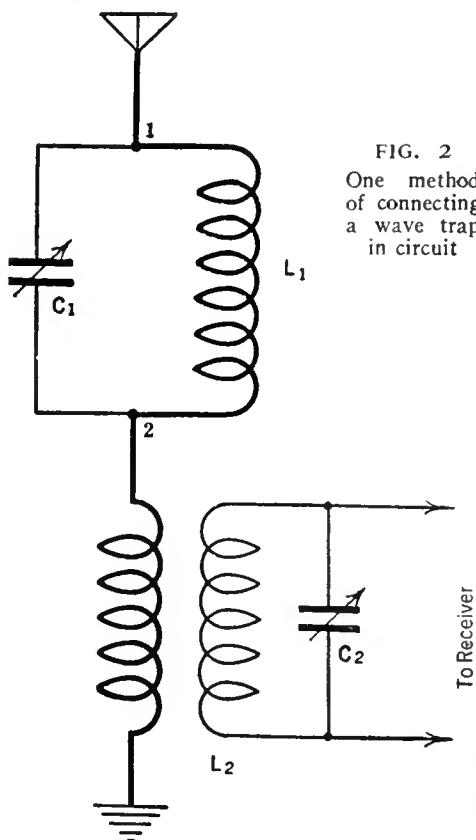 1
FIG. 2
One method
of connecting
a wave trap
in circuit
L1
C1
2
C2
To Receiver
L2